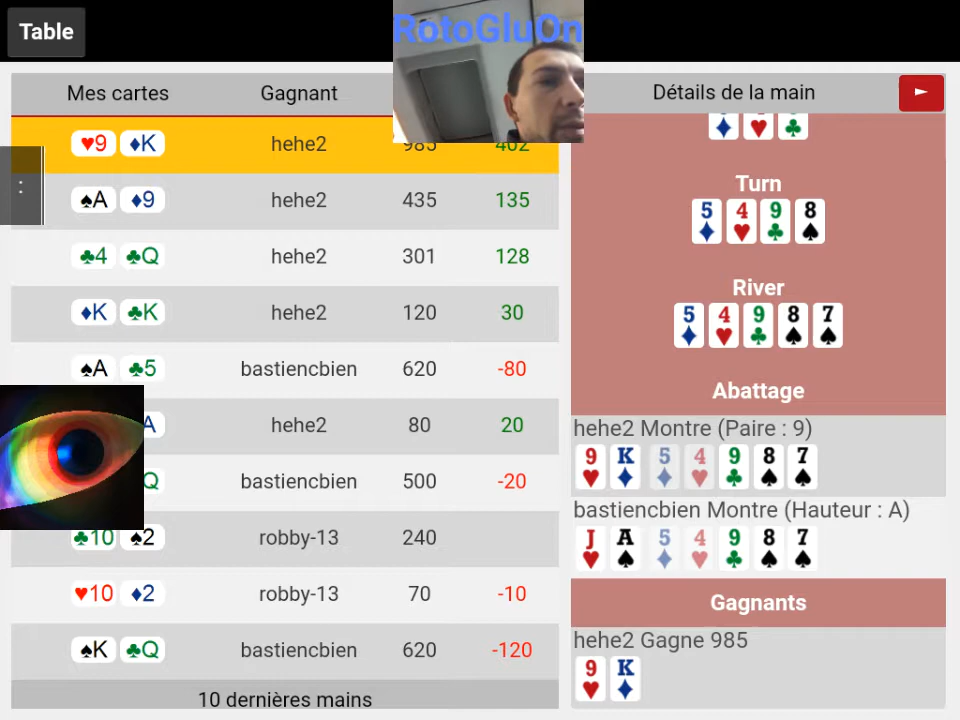 Table
RotoGluOn
Mes cartes Gagnant
Détails de la main
♥9 ♦K hehe2 985 402
♠A ♦9 hehe2 435 135
♣4 ♣Q hehe2 301 128
♦K ♣K hehe2 120 30
♠A ♣5 bastiencbien 620 -80
A hehe2 80 20
Q bastiencbien 500 -20
♣10 ♠2 robby-13 240
♥10 ♦2 robby-13 70 -10
♠K ♣Q bastiencbien 620 -120
10 dernières mains
Turn
5♦ 4♥ 9♣ 8♠
River
5♦ 4♥ 9♣ 8♠ 7♠
Abattage
hehe2 Montre (Paire : 9)
9♥ K♦ 5♦ 4♥ 9♣ 8♠ 7♠
bastiencbien Montre (Hauteur : A)
J♥ A♠ 5♦ 4♥ 9♣ 8♠ 7♠
Gagnants
hehe2 Gagne 985
9♥ K♦